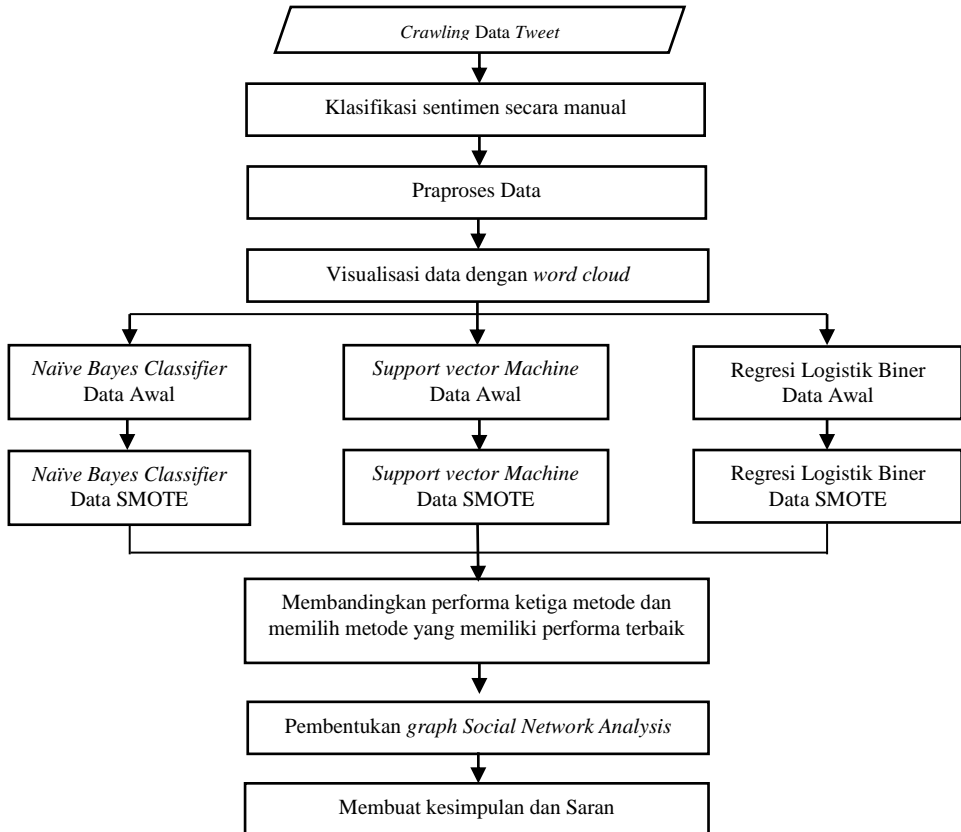 Crawling Data Tweet
Klasifikasi sentimen secara manual
Praproses Data
Visualisasi data dengan word cloud
Naïve Bayes Classifier
Data Awal
Support vector Machine
Data Awal
Regresi Logistik Biner
Data Awal
Naïve Bayes Classifier
Data SMOTE
Support vector Machine
Data SMOTE
Regresi Logistik Biner
Data SMOTE
Membandingkan performa ketiga metode dan
memilih metode yang memiliki performa terbaik
Pembentukan graph Social Network Analysis
Membuat kesimpulan dan Saran